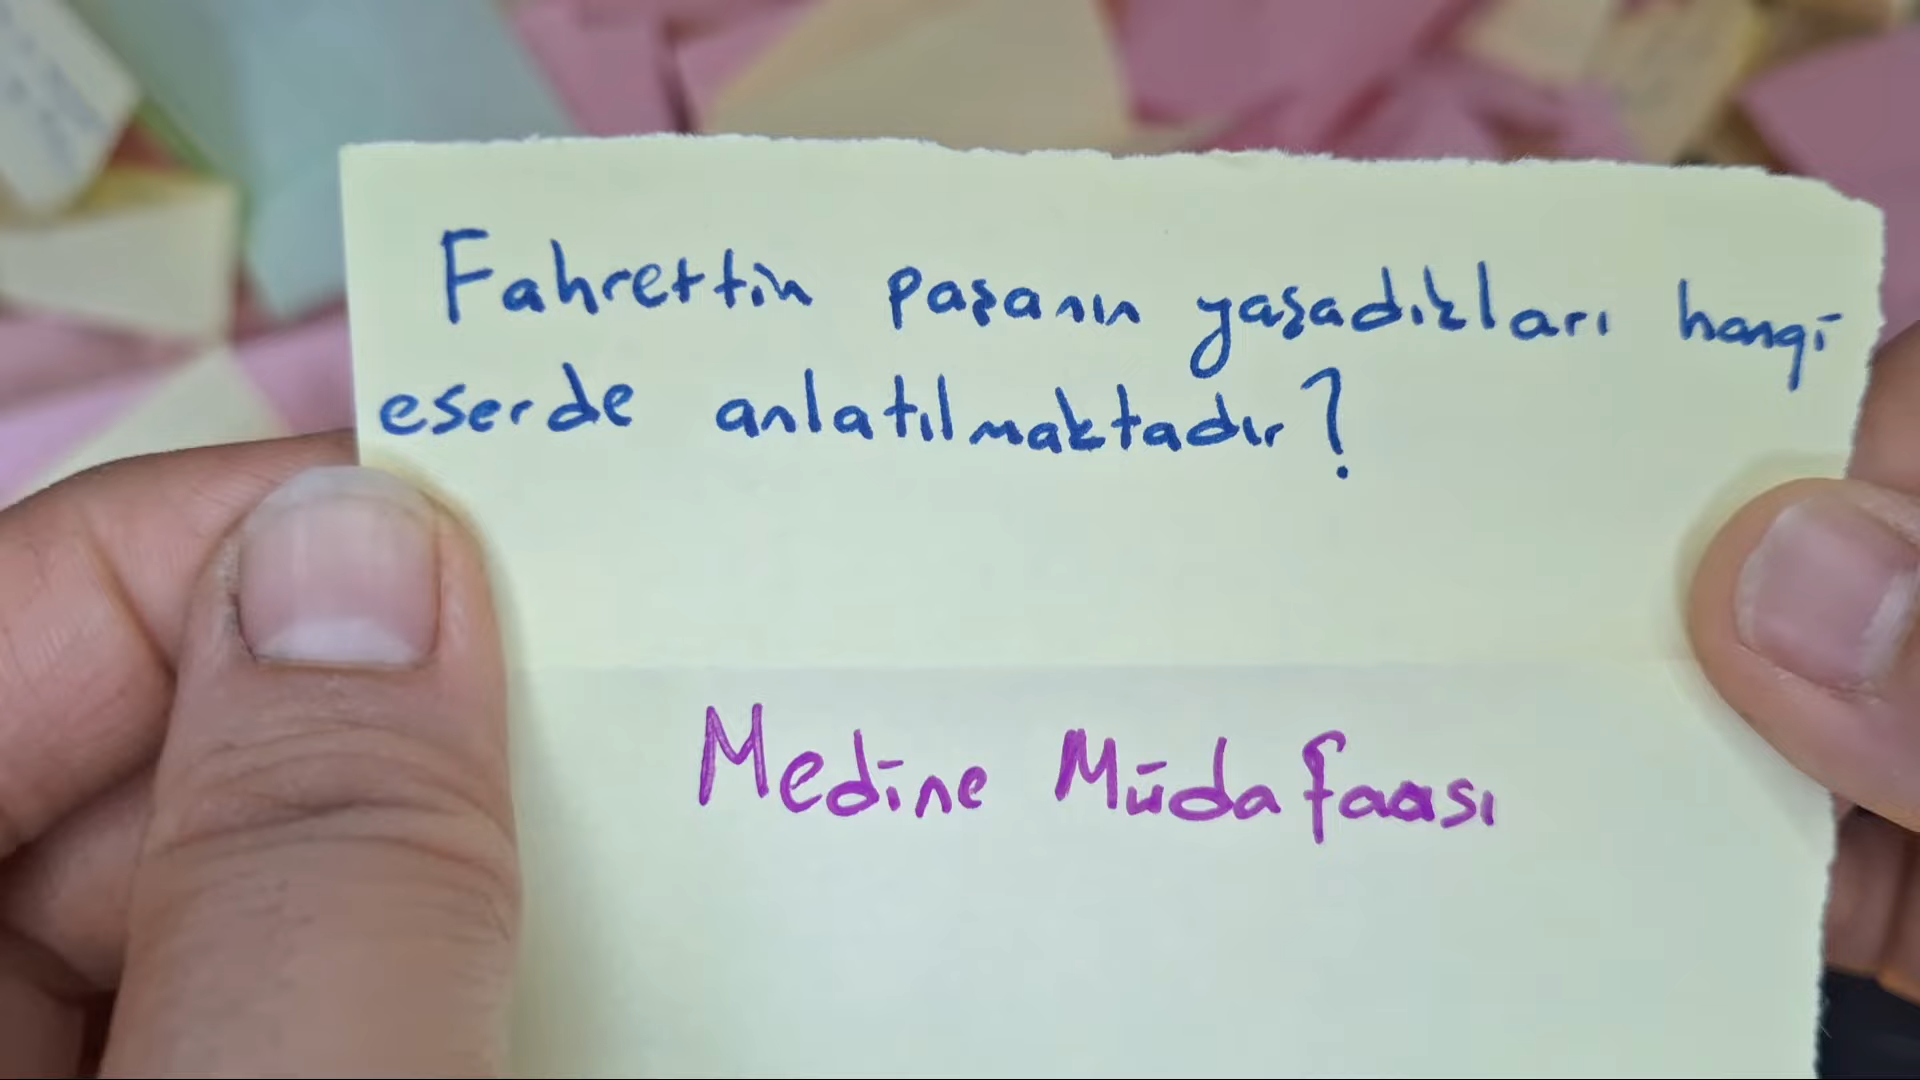 Fahrettin paşanın yaşadıkları hangi
eserde anlatılmaktadır?
Medine Müdafaası